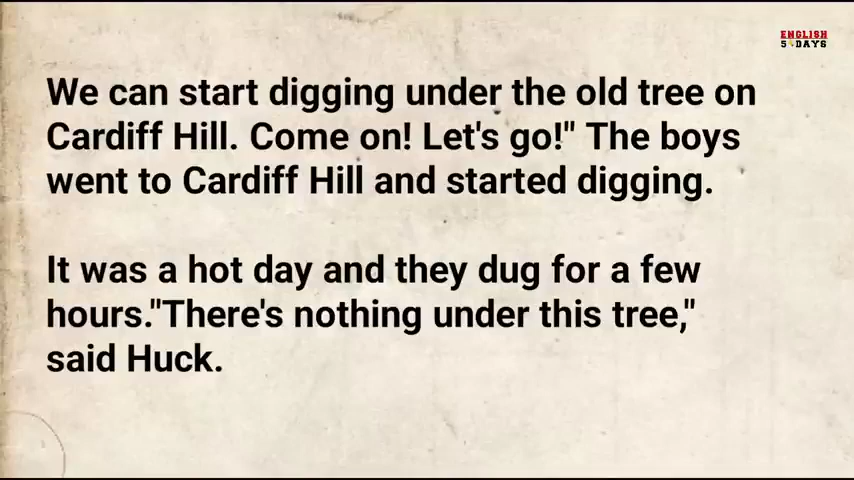 ENGLISH
5 DAYS
We can start digging under the old tree on
Cardiff Hill. Come on! Let's go!" The boys
went to Cardiff Hill and started digging.
It was a hot day and they dug for a few
hours."There's nothing under this tree,"
said Huck.